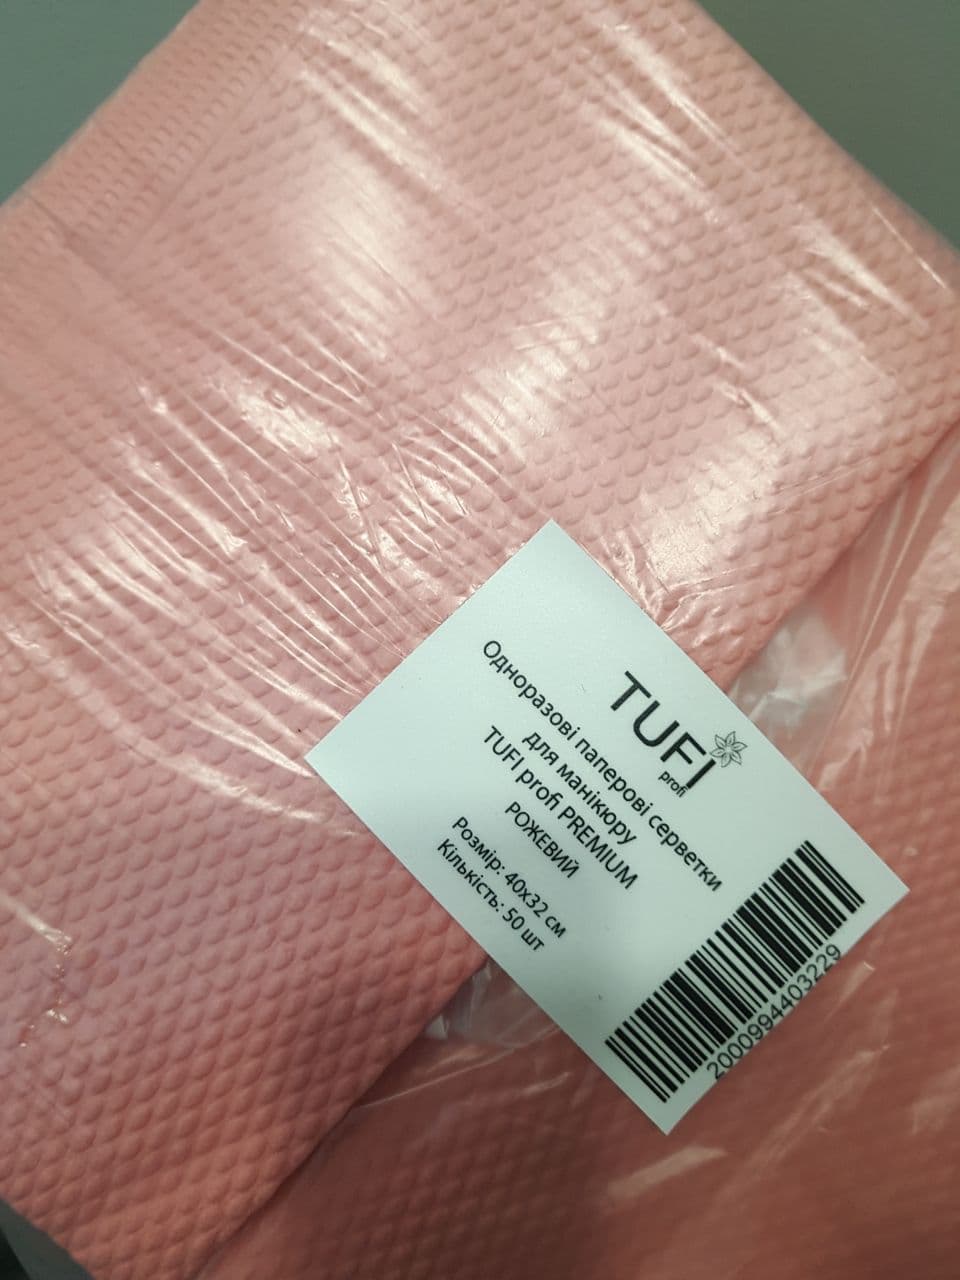 TUFI
profi
Одноразові паперові серветки
для манікюру
TUFI profi PREMIUM
РОЖЕВИЙ
Розмір: 40х32 см
Кількість: 50 шт
2000994403229